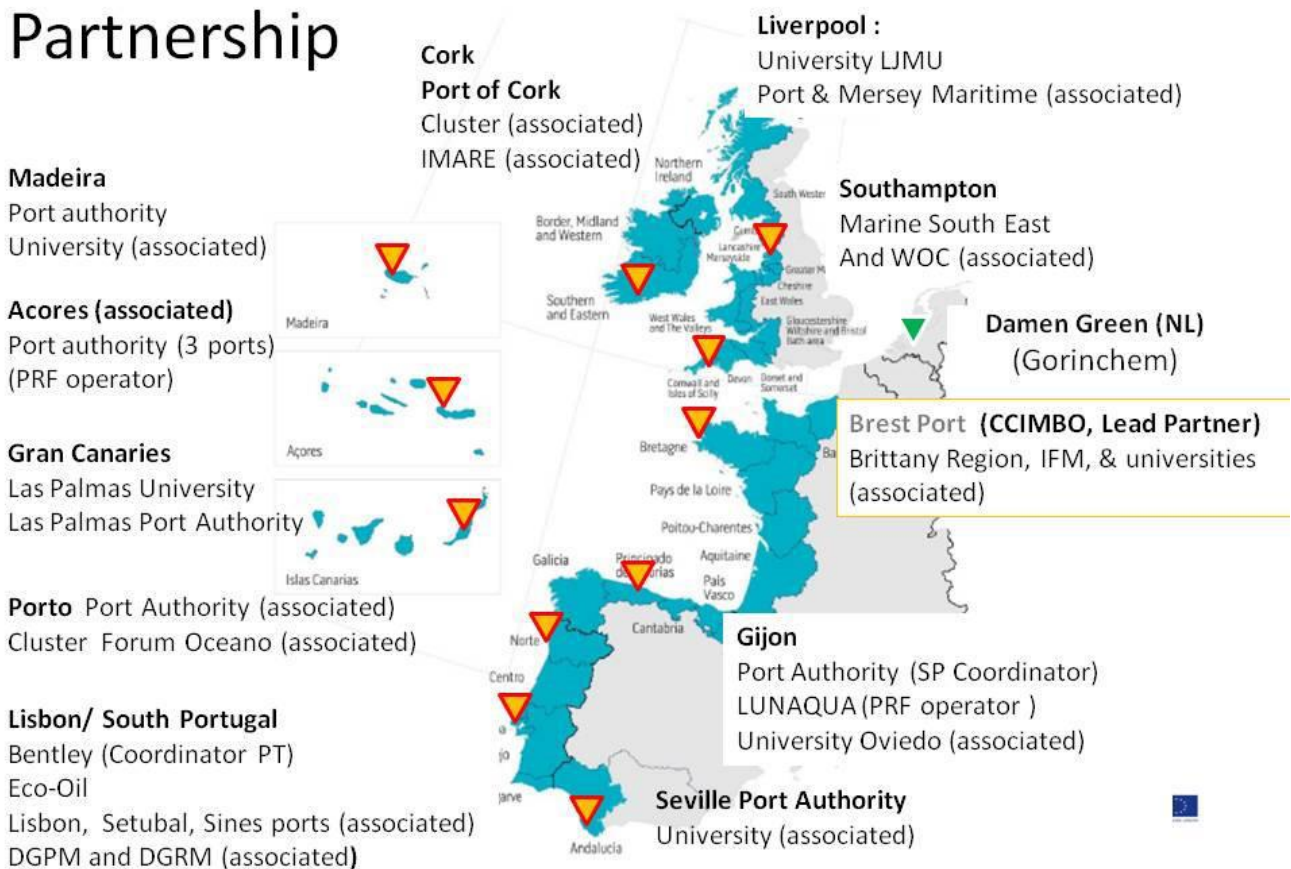 Partnership
Cork
Port of Cork
Cluster (associated)
IMARE (associated)
Liverpool :
University LJMU
Port & Mersey Maritime (associated)
Madeira
Port authority
University (associated)
Acores (associated)
Port authority (3 ports)
(PRF operator)
Gran Canaries
Las Palmas University
Las Palmas Port Authority
Porto Port Authority (associated)
Cluster Forum Oceano (associated)
Lisbon/ South Portugal
Bentley (Coordinator PT)
Eco-Oil
Lisbon, Setubal, Sines ports (associated)
DGPM and DGRM (associated)
Madeira
Açores
Islas Canarias
Northern
Ireland
Border, Midland
and Western
Southern
and Eastern
South Wester
Lancashire
Merseyside
Greater M
Cheshire
East Wales
West Wales
and The Valleys
Gloucestershire
Wiltshire and Bristol
Bath area
Cornwall and
Isles of Scilly
Devon
Dorset and
Somerset
Southampton
Marine South East
And WOC (associated)
Damen Green (NL)
(Gorinchem)
Brest Port (CCIMBO, Lead Partner)
Brittany Region, IFM, & universities
(associated)
Bretagne
Ba
Pays de la Loire
Poitou-Charentes
Aquitaine
País
Vasco
Galicia
Principado
Cantabria
Norte
Centro
Andalucía
Gijon
Port Authority (SP Coordinator)
LUNAQUA (PRF operator )
University Oviedo (associated)
Seville Port Authority
University (associated)